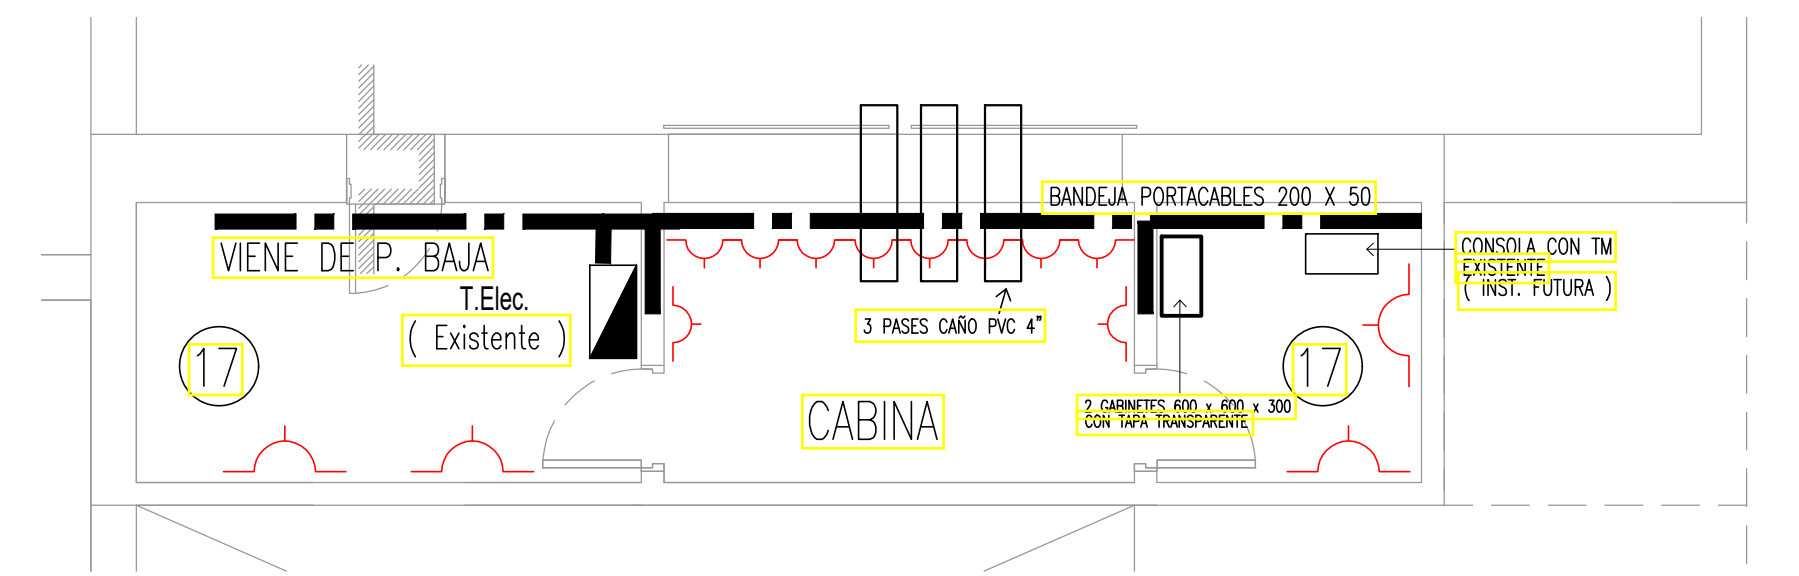 BANDEJA PORTACABLES 200 X 50
VIENE DE P. BAJA
CONSOLA CON TM
EXISTENTE
( INST. FUTURA )
T.Elec.
( Existente )
3 PASES CAÑO PVC 4"
17
17
CABINA
2 GABINETES 600 x 600 x 300
CON TAPA TRANSPARENTE